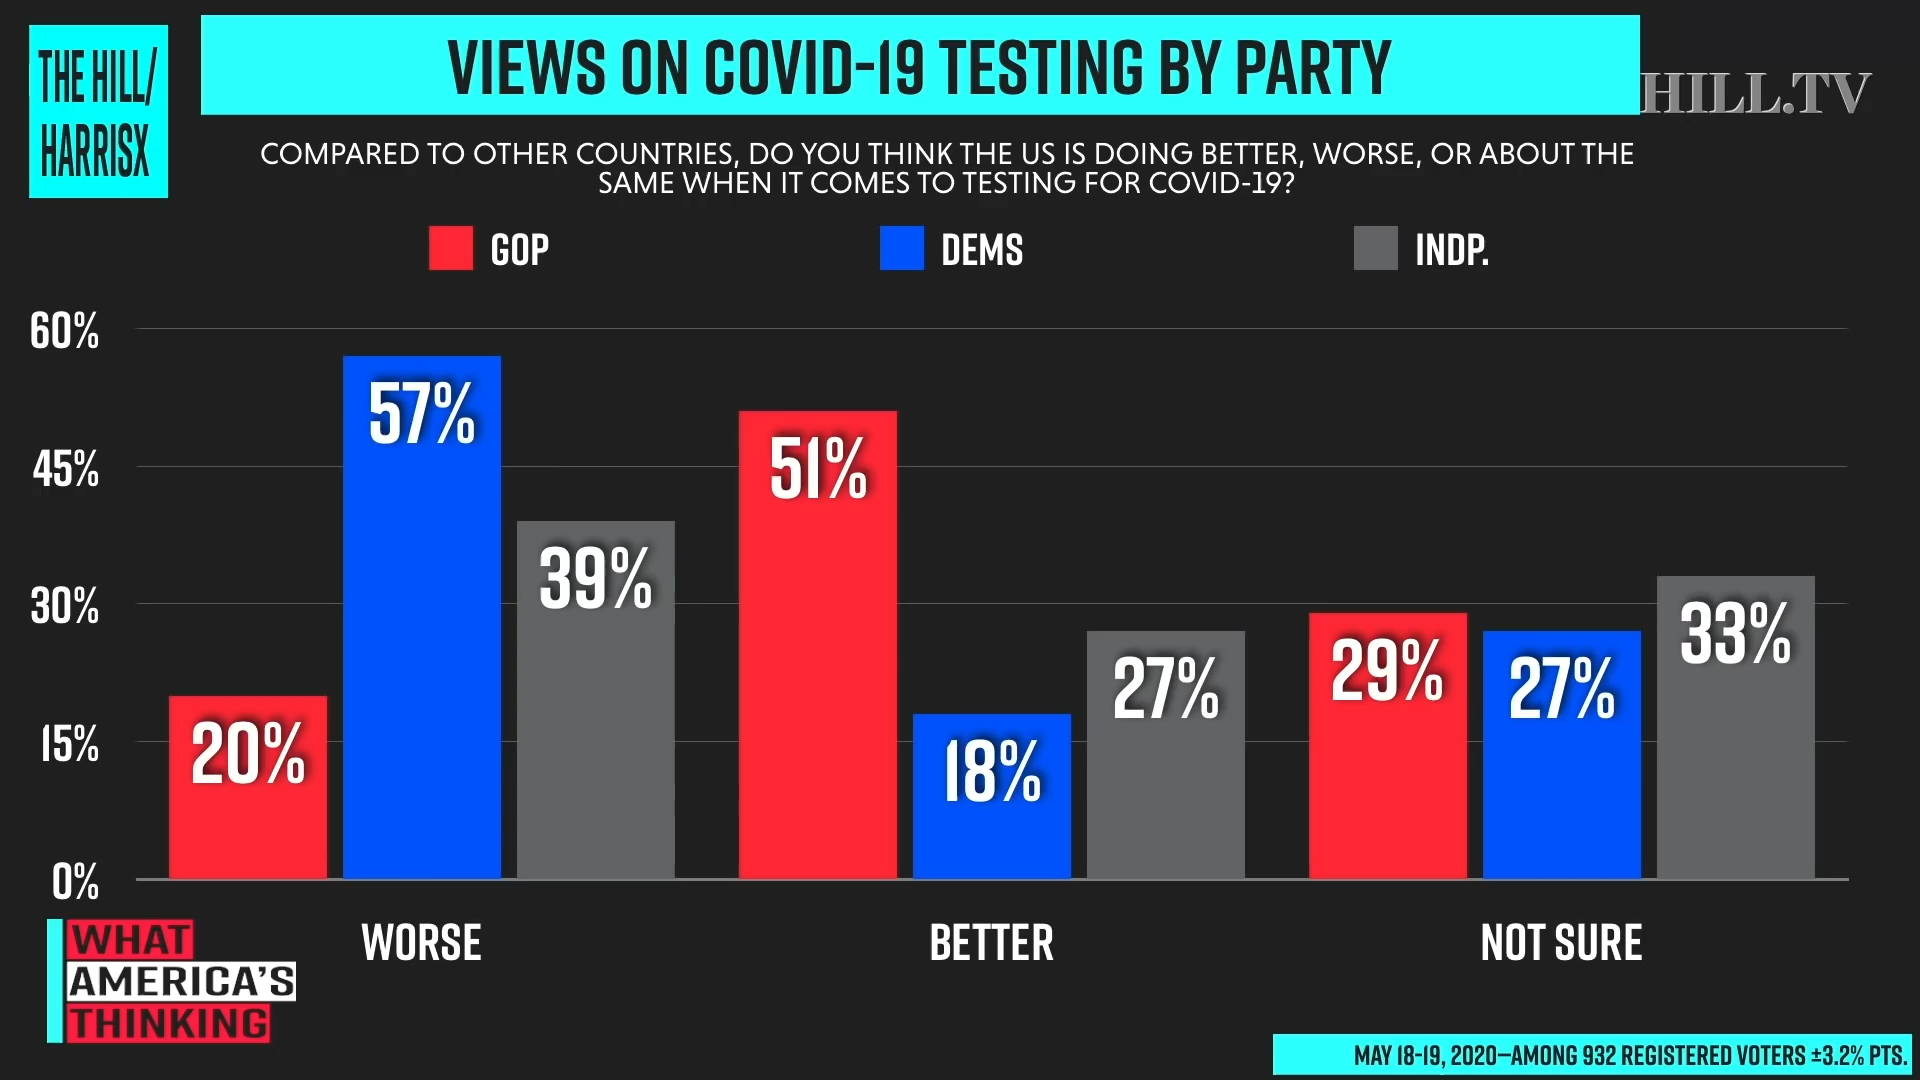 THE HILL/
HARRISX
VIEWS ON COVID-19 TESTING BY PARTY
HILL.TV
COMPARED TO OTHER COUNTRIES, DO YOU THINK THE US IS DOING BETTER, WORSE, OR ABOUT THE
SAME WHEN IT COMES TO TESTING FOR COVID-19?
GOP
DEMS
INDP.
60%
45%
30%
15%
0%
20%
57%
39%
51%
18%
27%
29%
27%
33%
WORSE
BETTER
NOT SURE
WHAT
AMERICA'S
THINKING
MAY 18-19, 2020—AMONG 932 REGISTERED VOTERS ±3.2% PTS.